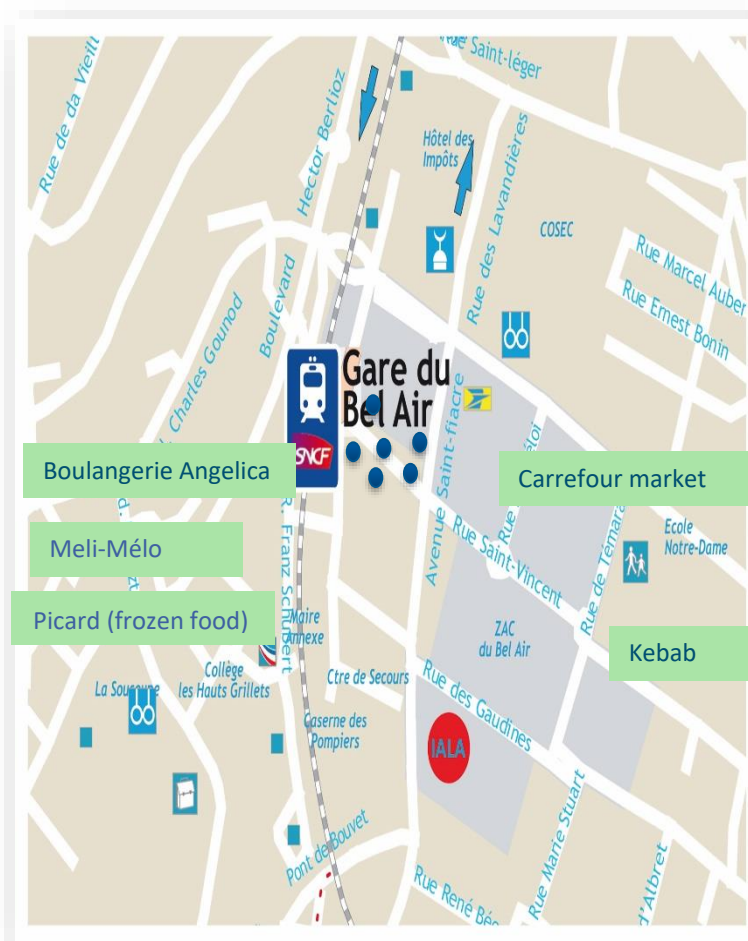 Rue de da Vieill
Hector Berlioz
Rue Saint-léger
Hôtel des
Impôts
Rue des Lavandières
COSEC
Rue Marcel Auber
Rue Ernest Bonin
Boulevard
Charles Gounod
Gare du
Bel Air
SNCF
Avenue Saint-fiacre
Boulangerie Angelica
Carrefour market
Meli-Mélo
R. Franz Schubert
Rue Saint-Vincent
Rue de Témara
Ecole
Notre-Dame
Picard (frozen food)
Maire
Annexe
ZAC
du Bel Air
Kebab
Collège
les Hauts Grillets
La Soucoupe
Ctre de Secours
Rue des Gaudines
Caserne des
Pompiers
IALA
Pont de Bouvet
Rue Marie Stuart
Rue René Bé
d'Albret